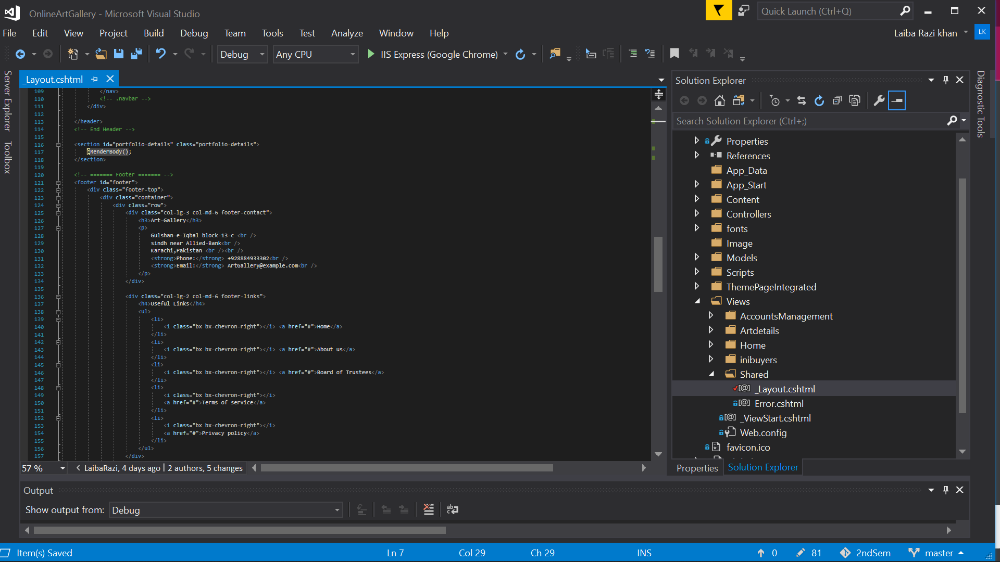 OnlineArtGallery - Microsoft Visual Studio
Quick Launch (Ctrl+Q)
File Edit View Project Build Debug Team Tools Test Analyze Window Help
Laiba Razi khan LK
Debug Any CPU IIS Express (Google Chrome)
Server Explorer
Toolbox
_Layout.cshtml
109 </nav>
110 <!-- .navbar -->
111 </div>
112
113 </header>
114 <!-- End Header -->
115
116 <section id="portfolio-details" class="portfolio-details">
117 @RenderBody();
118 </section>
119
120 <!-- ======= Footer ======= -->
121 <footer id="footer">
122 <div class="footer-top">
123 <div class="container">
124 <div class="row">
125 <div class="col-lg-3 col-md-6 footer-contact">
126 <h3>Art-Gallery</h3>
127 <p>
128 Gulshan-e-Iqbal block-13-c <br />
129 sindh near Allied-Bank<br />
130 Karachi,Pakistan <br /><br />
131 <strong>Phone:</strong> +928884933302<br />
132 <strong>Email:</strong> ArtGallery@example.com<br />
133 </p>
134 </div>
135
136 <div class="col-lg-2 col-md-6 footer-links">
137 <h4>Useful Links</h4>
138 <ul>
139 <li>
140 <i class="bx bx-chevron-right"></i> <a href="#">Home</a>
141 </li>
142 <li>
143 <i class="bx bx-chevron-right"></i> <a href="#">About us</a>
144 </li>
145 <li>
146 <i class="bx bx-chevron-right"></i> <a href="#">Board of Trustees</a>
147 </li>
148 <li>
149 <i class="bx bx-chevron-right"></i>
150 <a href="#">Terms of service</a>
151 </li>
152 <li>
153 <i class="bx bx-chevron-right"></i>
154 <a href="#">Privacy policy</a>
155 </li>
156 </ul>
157 </div>
57 % LaibaRazi, 4 days ago | 2 authors, 5 changes
Solution Explorer
Search Solution Explorer (Ctrl+;)
Properties
References
App_Data
App_Start
Content
Controllers
fonts
Image
Models
Scripts
ThemePageIntegrated
Views
AccountsManagement
Artdetails
Home
inibuyers
Shared
_Layout.cshtml
Error.cshtml
_ViewStart.cshtml
Web.config
favicon.ico
Properties Solution Explorer
Diagnostic Tools
Output
Show output from: Debug
Item(s) Saved Ln 7 Col 29 Ch 29 INS 0 81 2ndSem master